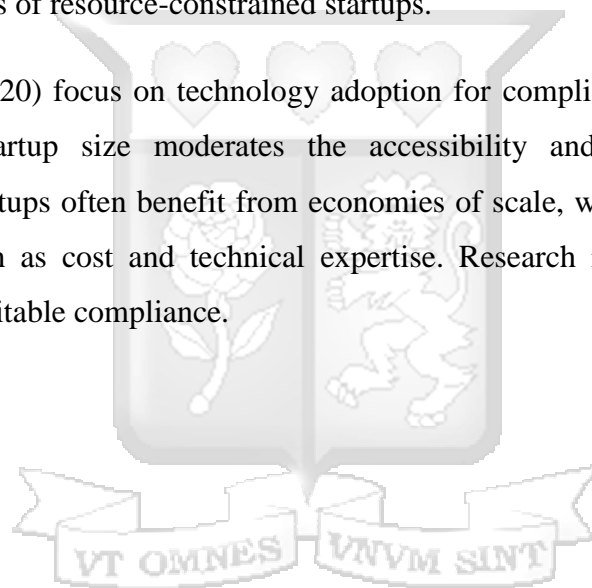 s of resource-constrained startups.
20) focus on technology adoption for compli
artup size moderates the accessibility and
tups often benefit from economies of scale, w
n as cost and technical expertise. Research
itable compliance.
VT OMNES VNVM SINT